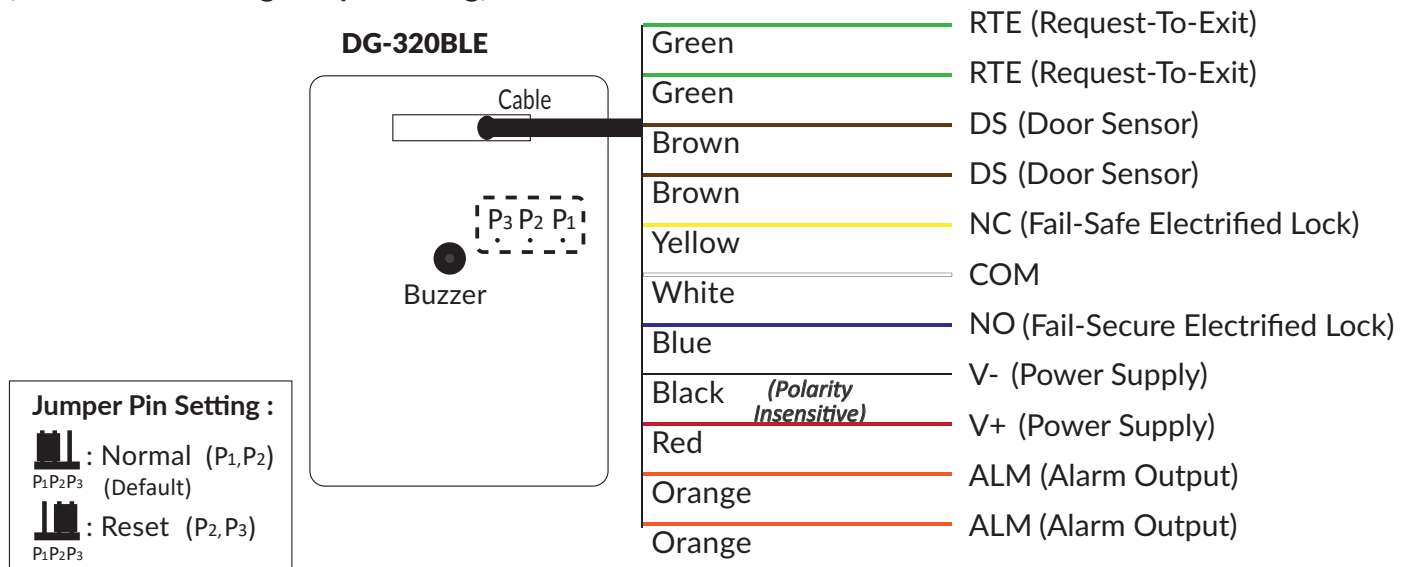 DG-320BLE
Cable
P3 P2 P1
Buzzer
Green
RTE (Request-To-Exit)
Green
RTE (Request-To-Exit)
Brown
DS (Door Sensor)
Brown
DS (Door Sensor)
Yellow
NC (Fail-Safe Electrified Lock)
White
COM
Blue
NO (Fail-Secure Electrified Lock)
Black
(Polarity
Insensitive)
V- (Power Supply)
Red
V+ (Power Supply)
Orange
ALM (Alarm Output)
Orange
ALM (Alarm Output)
Jumper Pin Setting :
: Normal (P1,P2)
P1P2P3
(Default)
: Reset (P2,P3)
P1P2P3